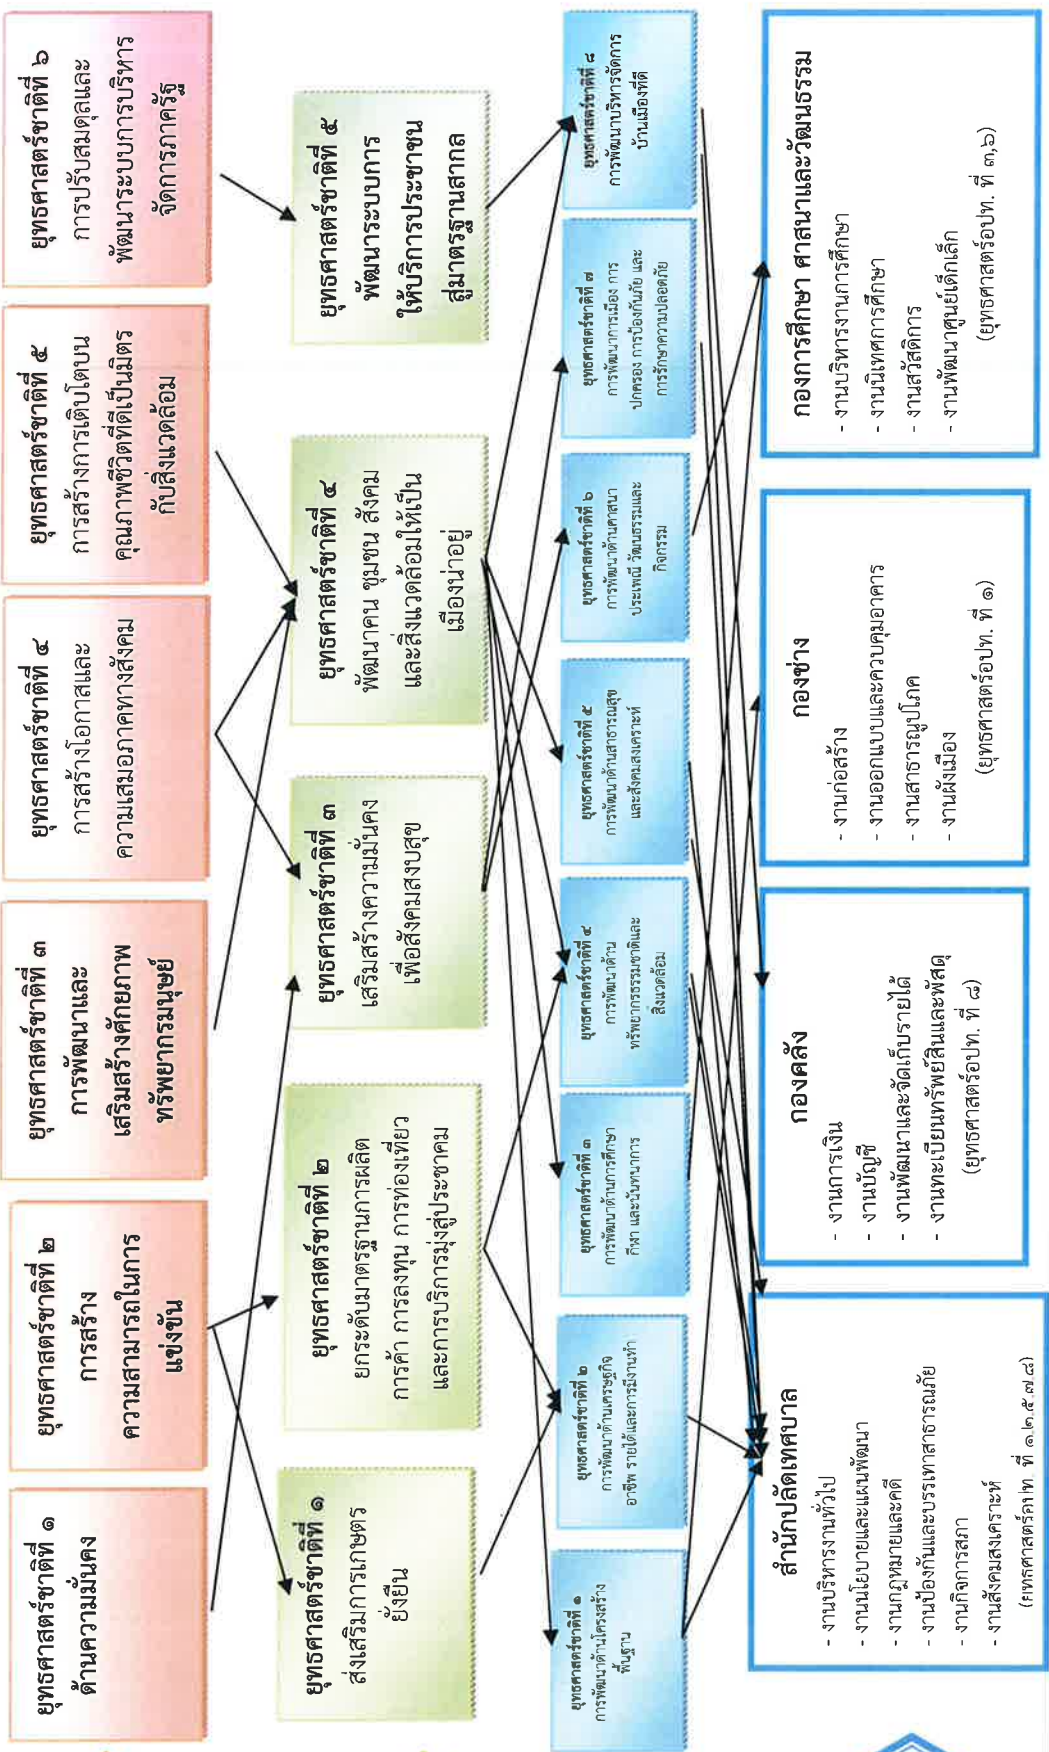 ยุทธศาสตร์ชาติที่ ๑
ด้านความมั่นคง
ยุทธศาสตร์ชาติที่ ๒
การสร้าง
ความสามารถในการ
แข่งขัน
ยุทธศาสตร์ชาติที่ ๓
การพัฒนาและ
เสริมสร้างศักยภาพ
ทรัพยากรมนุษย์
ยุทธศาสตร์ชาติที่ ๔
การสร้างโอกาสและ
ความเสมอภาคทางสังคม
ยุทธศาสตร์ชาติที่ ๕
การสร้างการเติบโตบน
คุณภาพชีวิตที่ดีเป็นมิตร
กับสิ่งแวดล้อม
ยุทธศาสตร์ชาติที่ ๖
การปรับสมดุลและ
พัฒนาระบบการบริหาร
จัดการภาครัฐ
ยุทธศาสตร์ชาติที่ ๑
ส่งเสริมการเกษตร
ยั่งยืน
ยุทธศาสตร์ชาติที่ ๒
ยกระดับมาตรฐานการผลิต
การค้า การลงทุน การท่องเที่ยว
และการบริการมุ่งสู่ประชาคม
ยุทธศาสตร์ชาติที่ ๓
เสริมสร้างความมั่นคง
เพื่อสังคมสงบสุข
ยุทธศาสตร์ชาติที่ ๔
พัฒนาคน ชุมชน สังคม
และสิ่งแวดล้อมให้เป็น
เมืองน่าอยู่
ยุทธศาสตร์ชาติที่ ๕
พัฒนาระบบการ
ให้บริการประชาชน
สู่มาตรฐานสากล
ยุทธศาสตร์ชาติที่ ๑
การพัฒนาด้านโครงสร้าง
พื้นฐาน
ยุทธศาสตร์ชาติที่ ๒
การพัฒนาด้านเศรษฐกิจ
อาชีพ รายได้และการมีงานทำ
ยุทธศาสตร์ชาติที่ ๓
การพัฒนาด้านการศึกษา
กีฬา และนันทนาการ
ยุทธศาสตร์ชาติที่ ๔
การพัฒนาด้าน
ทรัพยากรธรรมชาติและ
สิ่งแวดล้อม
ยุทธศาสตร์ชาติที่ ๕
การพัฒนาด้านสาธารณสุข
และสังคมสงเคราะห์
ยุทธศาสตร์ชาติที่ ๖
การพัฒนาด้านศาสนา
ประเพณี วัฒนธรรมและ
กิจกรรม
ยุทธศาสตร์ชาติที่ ๗
การพัฒนาการเมือง การ
ปกครอง การป้องกันภัย และ
การรักษาความปลอดภัย
ยุทธศาสตร์ชาติที่ ๘
การพัฒนาบริหารจัดการ
บ้านเมืองที่ดี
สำนักปลัดเทศบาล
- งานบริหารงานทั่วไป
- งานนโยบายและแผนพัฒนา
- งานกฎหมายและคดี
- งานป้องกันและบรรเทาสาธารณภัย
- งานกิจการสภา
- งานสังคมสงเคราะห์
(ยุทธศาสตร์อปท. ที่ ๑,๒,๕,๗,๘)
กองคลัง
- งานการเงิน
- งานบัญชี
- งานพัฒนาและจัดเก็บรายได้
- งานทะเบียนทรัพย์สินและพัสดุ
(ยุทธศาสตร์อปท. ที่ ๘)
กองช่าง
- งานก่อสร้าง
- งานออกแบบและควบคุมอาคาร
- งานสาธารณูปโภค
- งานผังเมือง
(ยุทธศาสตร์อปท. ที่ ๑)
กองการศึกษา ศาสนาและวัฒนธรรม
- งานบริหารงานการศึกษา
- งานนิเทศการศึกษา
- งานสวัสดิการ
- งานพัฒนาศูนย์เด็กเล็ก
(ยุทธศาสตร์อปท. ที่ ๓,๖)